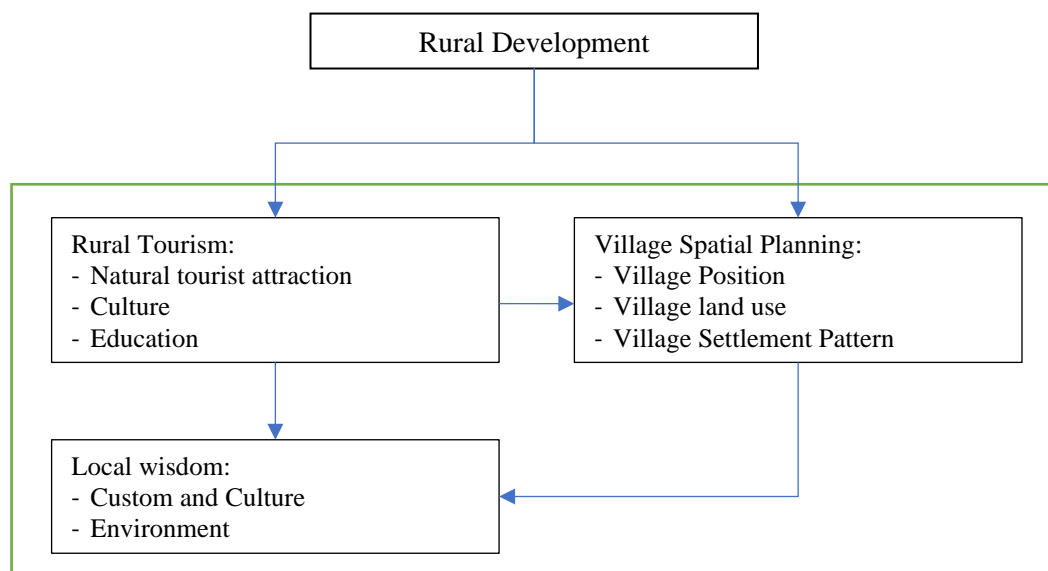 Rural Development
Rural Tourism:
- Natural tourist attraction
- Culture
- Education
Village Spatial Planning:
- Village Position
- Village land use
- Village Settlement Pattern
Local wisdom:
- Custom and Culture
- Environment